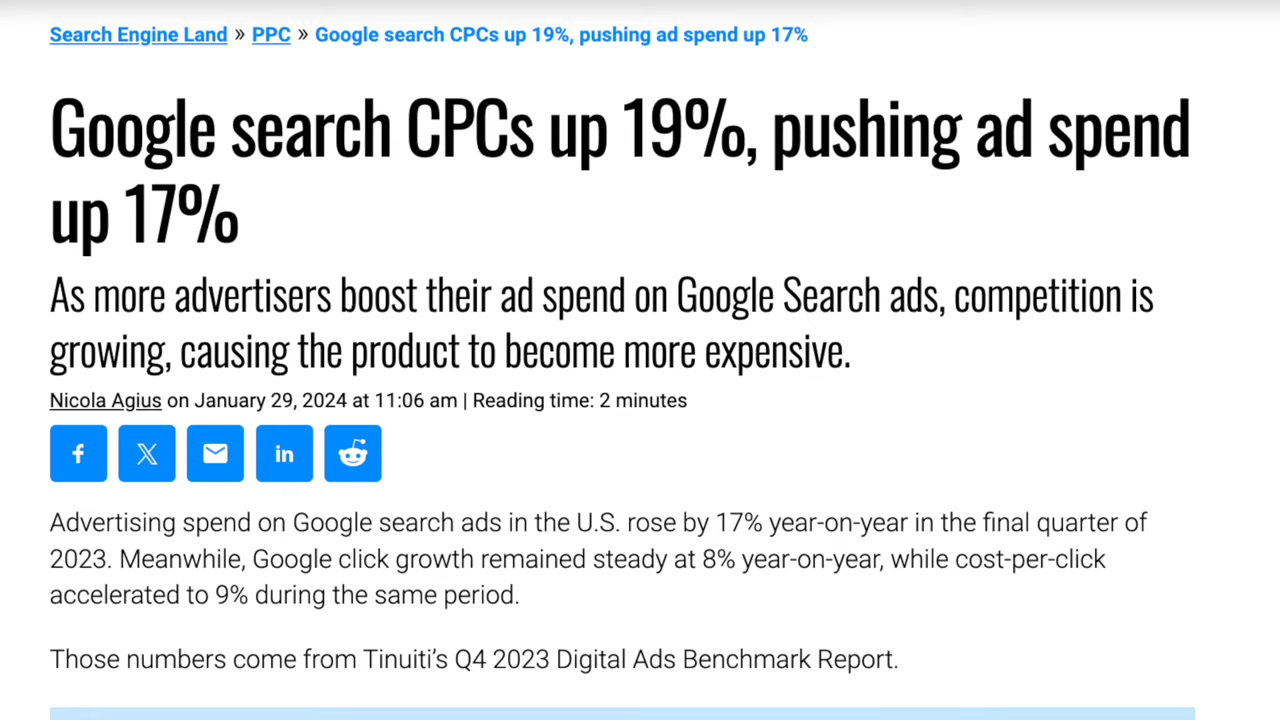 Search Engine Land » PPC » Google search CPCs up 19%, pushing ad spend up 17%
Google search CPCs up 19%, pushing ad spend
up 17%
As more advertisers boost their ad spend on Google Search ads, competition is
growing, causing the product to become more expensive.
Nicola Agius on January 29, 2024 at 11:06 am | Reading time: 2 minutes
Advertising spend on Google search ads in the U.S. rose by 17% year-on-year in the final quarter of
2023. Meanwhile, Google click growth remained steady at 8% year-on-year, while cost-per-click
accelerated to 9% during the same period.
Those numbers come from Tinuiti’s Q4 2023 Digital Ads Benchmark Report.